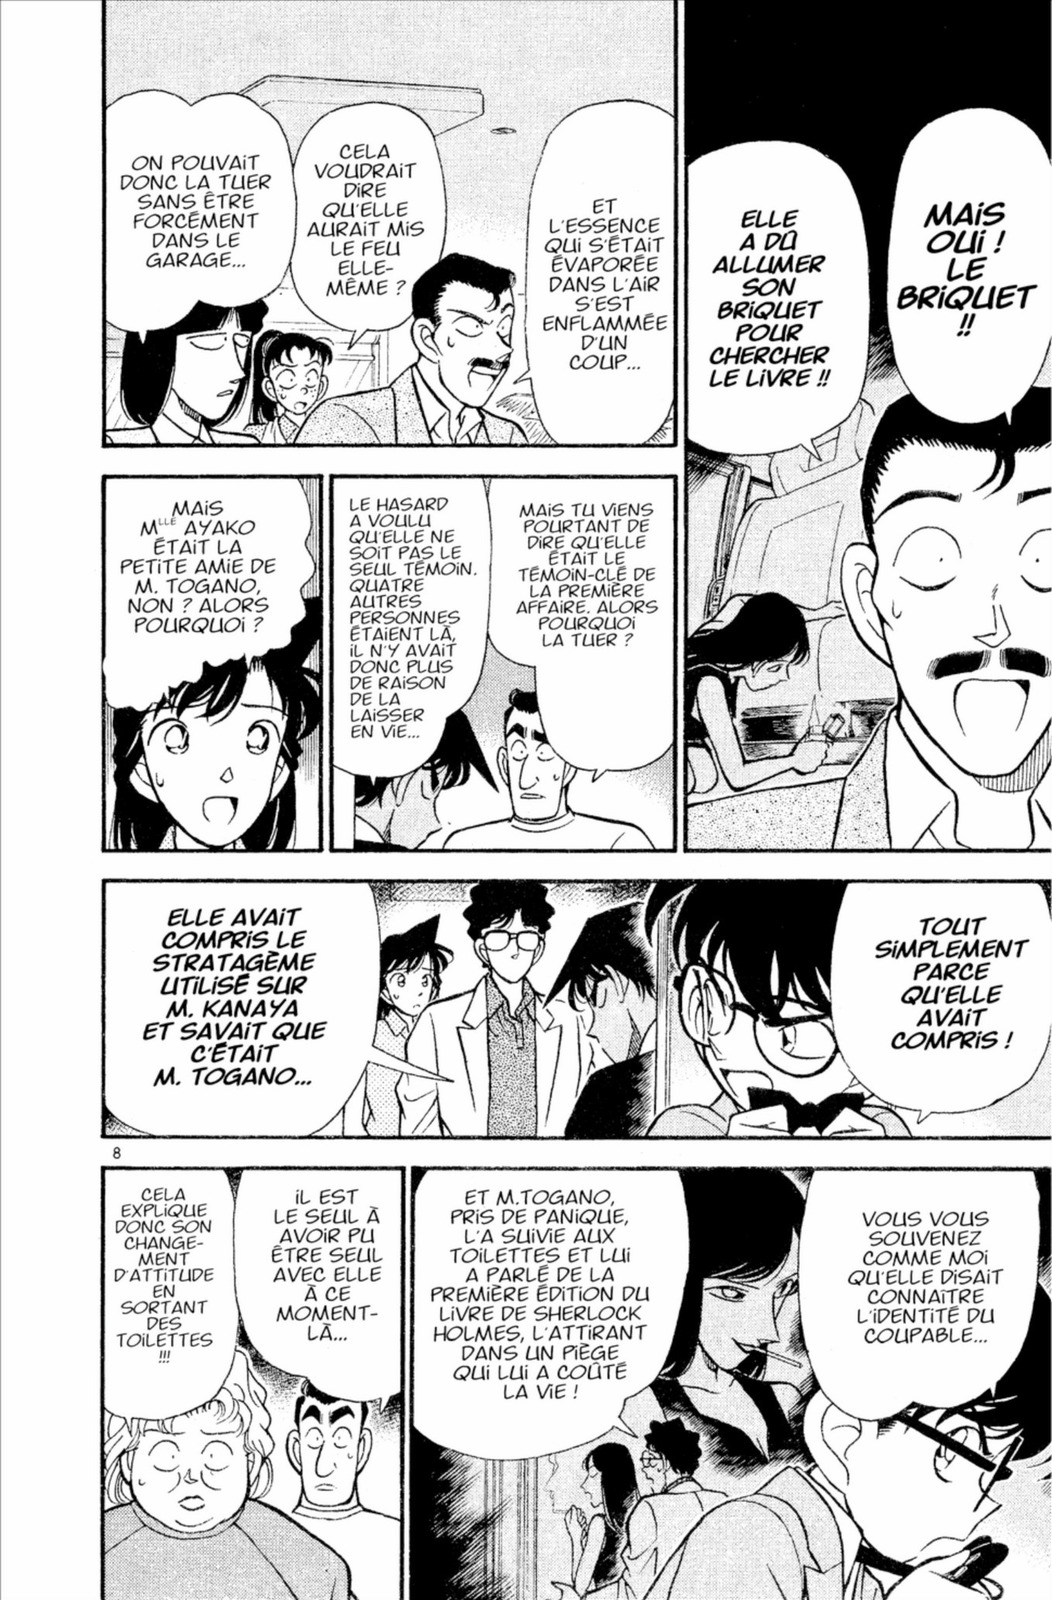 MAIS
OUI !
LE
BRIQUET
!!
ELLE
A DÛ
ALLUMER
SON
BRIQUET
POUR
CHERCHER
LE LIVRE !!
ET
L'ESSENCE
QUI S'ÉTAIT
ÉVAPORÉE
DANS L'AIR
S'EST
ENFLAMMÉE
D'UN
COUP...
CELA
VOUDRAIT
DIRE
QU'ELLE
AURAIT MIS
LE FEU
ELLE-
MÊME ?
ON POUVAIT
DONC LA TUER
SANS ÊTRE
FORCÉMENT
DANS LE
GARAGE...
MAIS TU VIENS
POURTANT DE
DIRE QU'ELLE
ÉTAIT LE
TÉMOIN-CLÉ DE
LA PREMIÈRE
AFFAIRE. ALORS
POURQUOI
LA TUER ?
LE HASARD
A VOULU
QU'ELLE NE
SOIT PAS LE
SEUL TÉMOIN.
QUATRE
AUTRES
PERSONNES
ÉTAIENT LÀ,
IL N'Y AVAIT
DONC PLUS
DE RAISON
DE LA
LAISSER
EN VIE...
MAIS
MLLE AYAKO
ÉTAIT LA
PETITE AMIE DE
M. TOGANO,
NON ? ALORS
POURQUOI ?
TOUT
SIMPLEMENT
PARCE
QU'ELLE
AVAIT
COMPRIS !
ELLE AVAIT
COMPRIS LE
STRATAGÈME
UTILISÉ SUR
M. KANAYA
ET SAVAIT QUE
C'ÉTAIT
M. TOGANO...
8
VOUS VOUS
SOUVENEZ
COMME MOI
QU'ELLE DISAIT
CONNAÎTRE
L'IDENTITÉ DU
COUPABLE...
ET M.TOGANO,
PRIS DE PANIQUE,
L'A SUIVIE AUX
TOILETTES ET LUI
A PARLÉ DE LA
PREMIÈRE ÉDITION DU
LIVRE DE SHERLOCK
HOLMES, L'ATTIRANT
DANS UN PIÈGE
QUI LUI A COÛTÉ
LA VIE !
IL EST
LE SEUL À
AVOIR PU
ÊTRE SEUL
AVEC ELLE
À CE
MOMENT-
LÀ...
CELA
EXPLIQUE
DONC SON
CHANGE-
MENT
D'ATTITUDE
EN
SORTANT
DES
TOILETTES
!!!